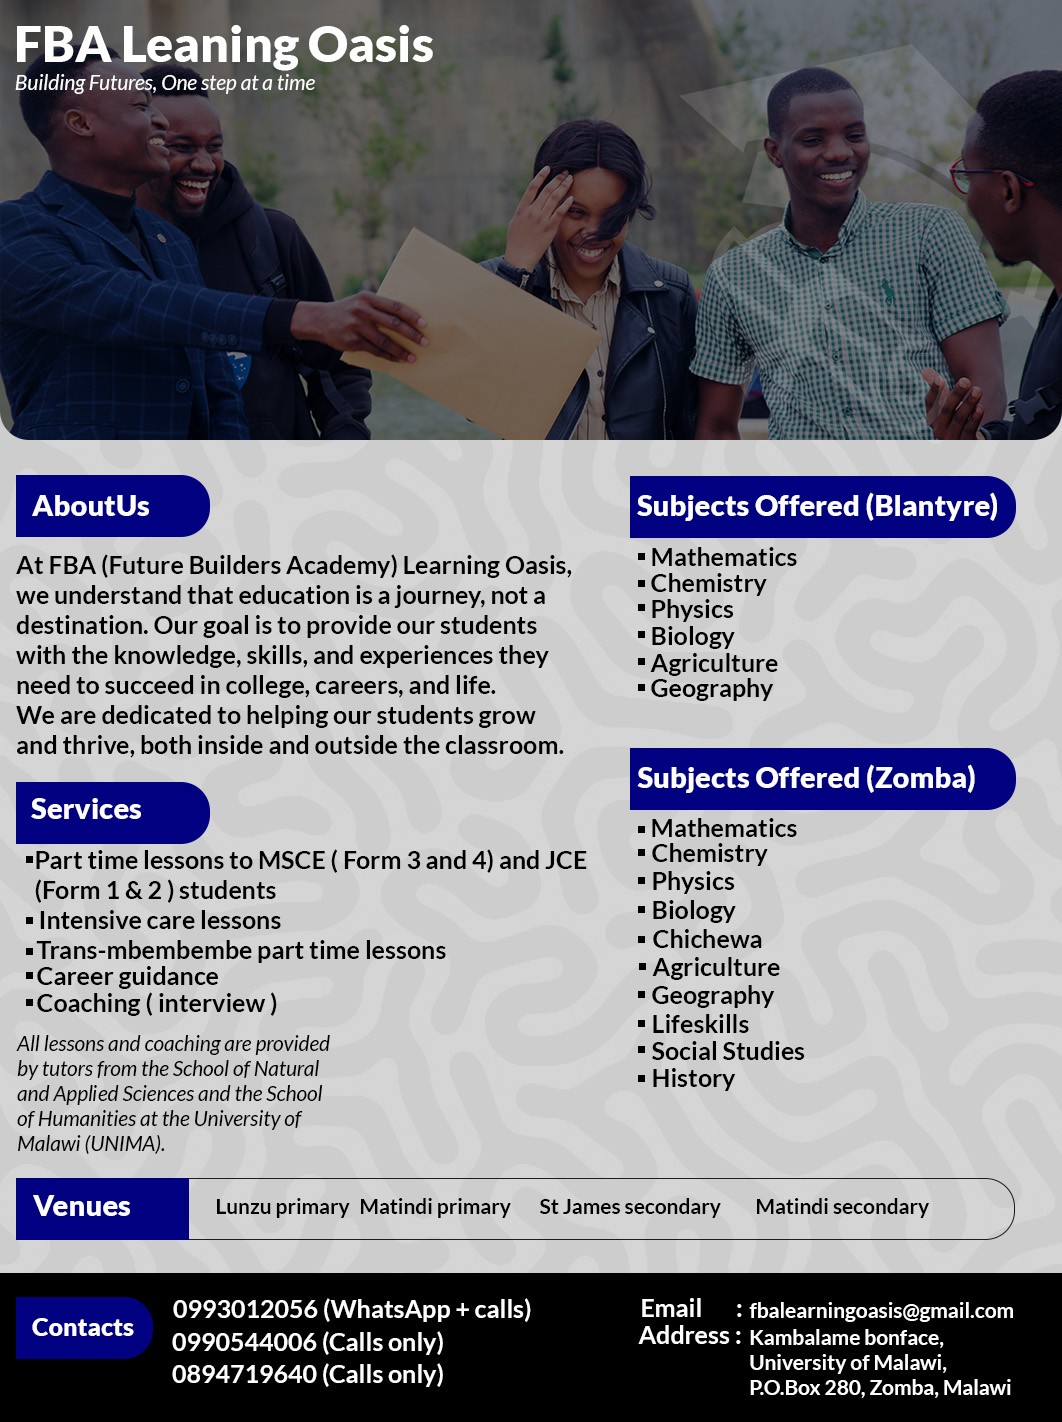 FBA Leaning Oasis
Building Futures, One step at a time
AboutUs
At FBA (Future Builders Academy) Learning Oasis,
we understand that education is a journey, not a
destination. Our goal is to provide our students
with the knowledge, skills, and experiences they
need to succeed in college, careers, and life.
We are dedicated to helping our students grow
and thrive, both inside and outside the classroom.
Services
▪Part time lessons to MSCE ( Form 3 and 4) and JCE
(Form 1 & 2 ) students
▪ Intensive care lessons
▪Trans-mbembembe part time lessons
▪Career guidance
▪Coaching ( interview )
All lessons and coaching are provided
by tutors from the School of Natural
and Applied Sciences and the School
of Humanities at the University of
Malawi (UNIMA).
Subjects Offered (Blantyre)
▪ Mathematics
▪ Chemistry
▪ Physics
▪ Biology
▪ Agriculture
▪ Geography
Subjects Offered (Zomba)
▪ Mathematics
▪ Chemistry
▪ Physics
▪ Biology
▪ Chichewa
▪ Agriculture
▪ Geography
▪ Lifeskills
▪ Social Studies
▪ History
Venues
Lunzu primary Matindi primary St James secondary Matindi secondary
Contacts
0993012056 (WhatsApp + calls)
0990544006 (Calls only)
0894719640 (Calls only)
Email : fbalearningoasis@gmail.com
Address : Kambalame bonface,
University of Malawi,
P.O.Box 280, Zomba, Malawi